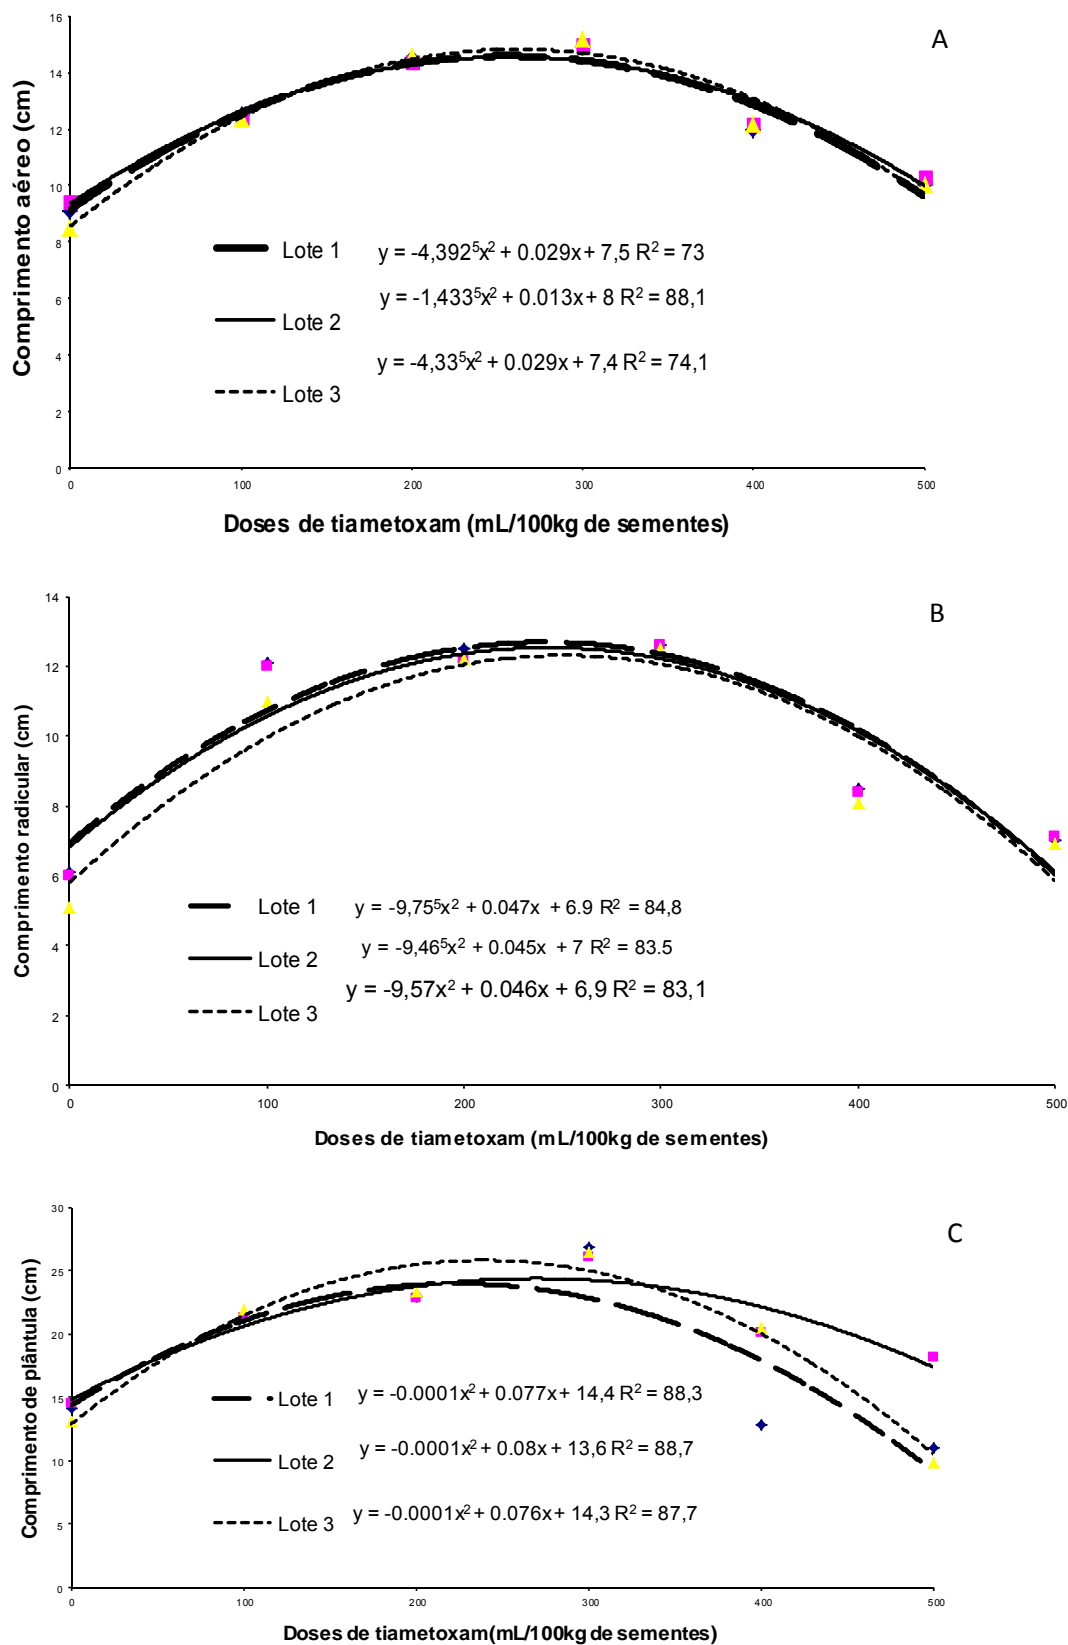 16
A
14
12
10
8
6
4
2
0
Comprimento aéreo (cm)
Lote 1 y = -4,392⁵x² + 0.029x + 7,5 R² = 73
y = -1,433⁵x² + 0.013x + 8 R² = 88,1
Lote 2
y = -4,33⁵x² + 0.029x + 7,4 R² = 74,1
Lote 3
0 100 200 300 400 500
Doses de tiametoxam (mL/100kg de sementes)
14
B
12
10
8
6
4
2
0
Comprimento radicular (cm)
Lote 1 y = -9,75⁵x² + 0.047x + 6.9 R² = 84,8
Lote 2 y = -9,46⁵x² + 0.045x + 7 R² = 83.5
y = -9,57x² + 0.046x + 6,9 R² = 83,1
Lote 3
0 100 200 300 400 500
Doses de tiametoxam (mL/100kg de sementes)
30
C
25
20
15
10
5
0
Comprimento de plântula (cm)
Lote 1 y = -0.0001x² + 0.077x + 14,4 R² = 88,3
Lote 2 y = -0.0001x² + 0.08x + 13,6 R² = 88,7
Lote 3 y = -0.0001x² + 0.076x + 14,3 R² = 87,7
0 100 200 300 400 500
Doses de tiametoxam(mL/100kg de sementes)